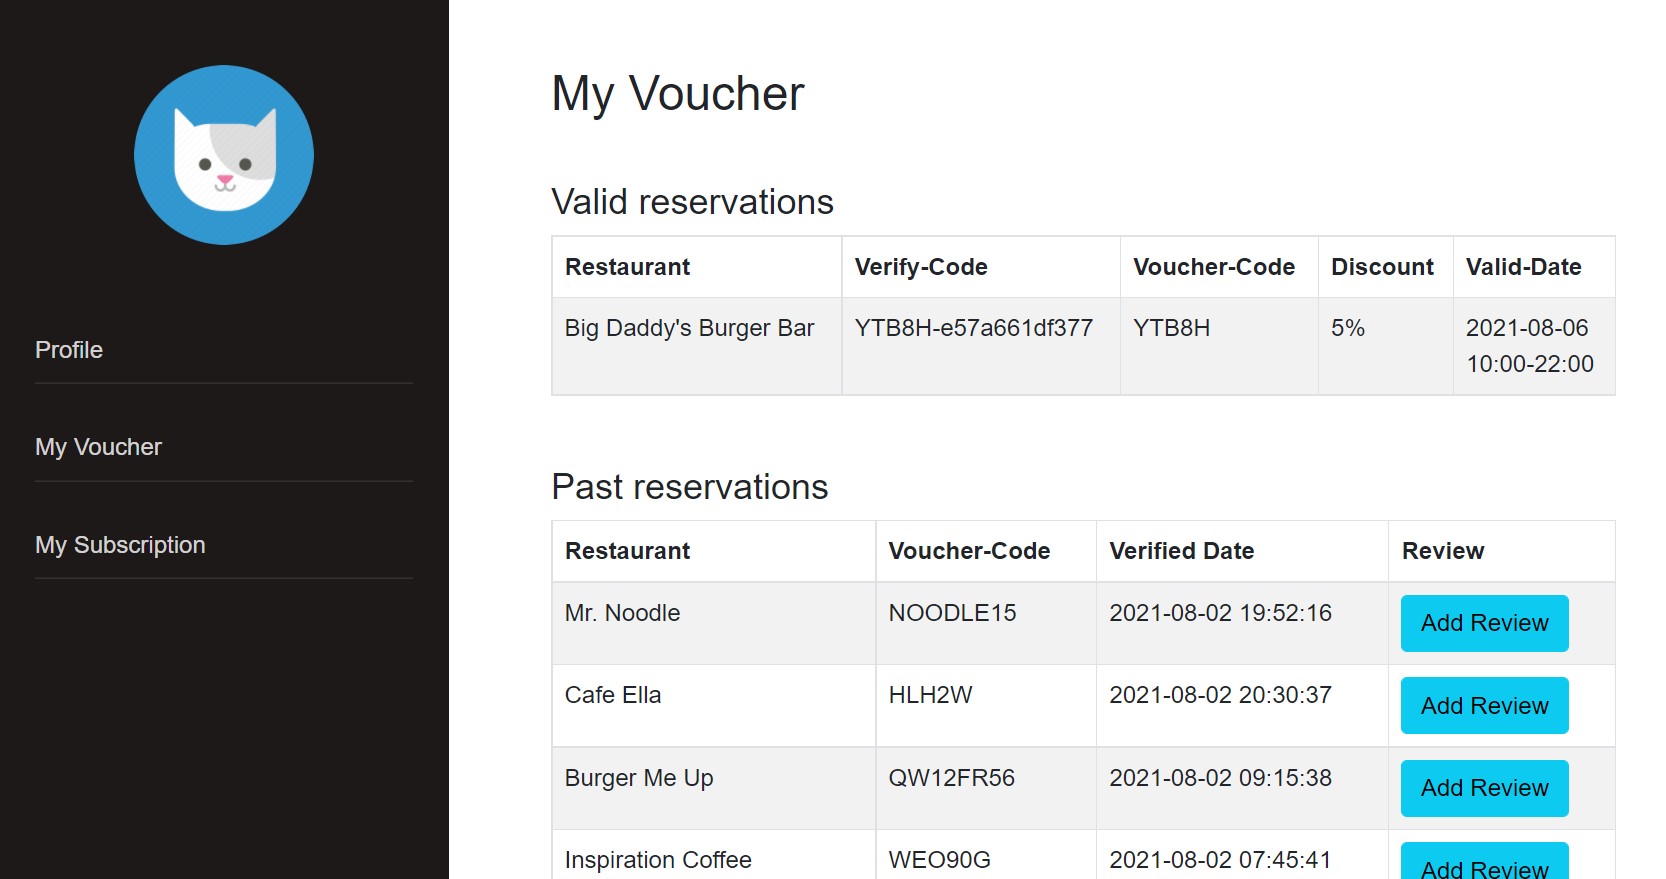 My Voucher
Profile
My Voucher
My Subscription
Valid reservations
Restaurant Verify-Code Voucher-Code Discount Valid-Date
Big Daddy's Burger Bar YTB8H-e57a661df377 YTB8H 5% 2021-08-06
10:00-22:00
Past reservations
Restaurant Voucher-Code Verified Date Review
Mr. Noodle NOODLE15 2021-08-02 19:52:16 Add Review
Cafe Ella HLH2W 2021-08-02 20:30:37 Add Review
Burger Me Up QW12FR56 2021-08-02 09:15:38 Add Review
Inspiration Coffee WEO90G 2021-08-02 07:45:41 Add Review